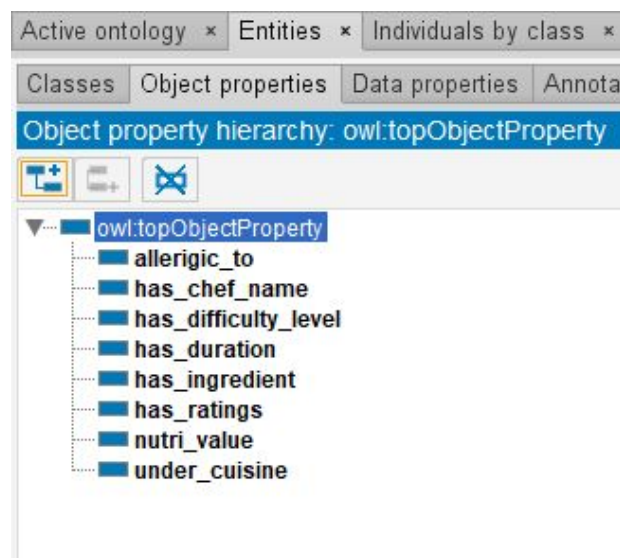 Active ontology × Entities × Individuals by class ×
Classes Object properties Data properties Annota
Object property hierarchy: owl:topObjectProperty
owl:topObjectProperty
allerigic_to
has_chef_name
has_difficulty_level
has_duration
has_ingredient
has_ratings
nutri_value
under_cuisine